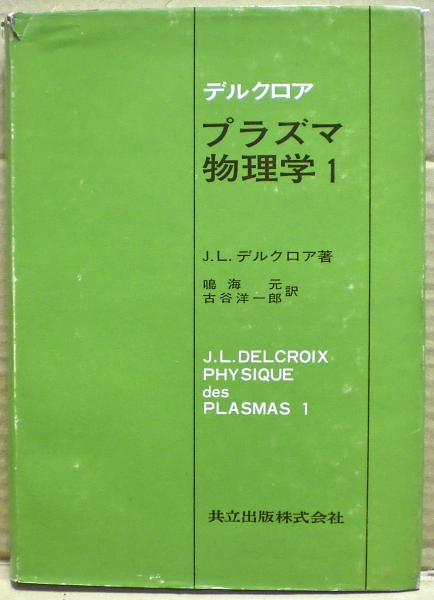 デルクロア
プラズマ
物理学1
J.L.デルクロア著
鳴海 元
古谷洋一郎 訳
J.L.DELCROIX
PHYSIQUE
des
PLASMAS 1
共立出版株式会社